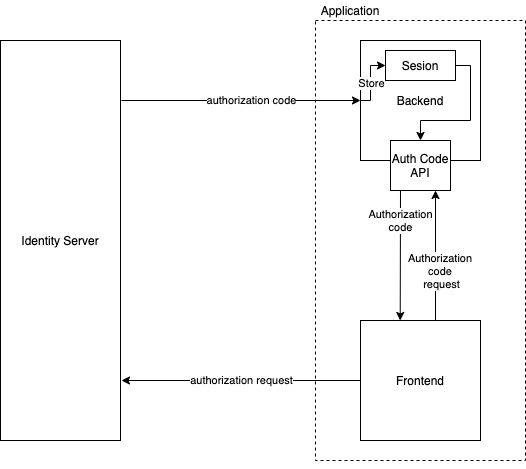 Application
Sesion
Store
authorization code
Backend
Auth Code
API
Authorization
code
Identity Server
Authorization
code
request
authorization request
Frontend